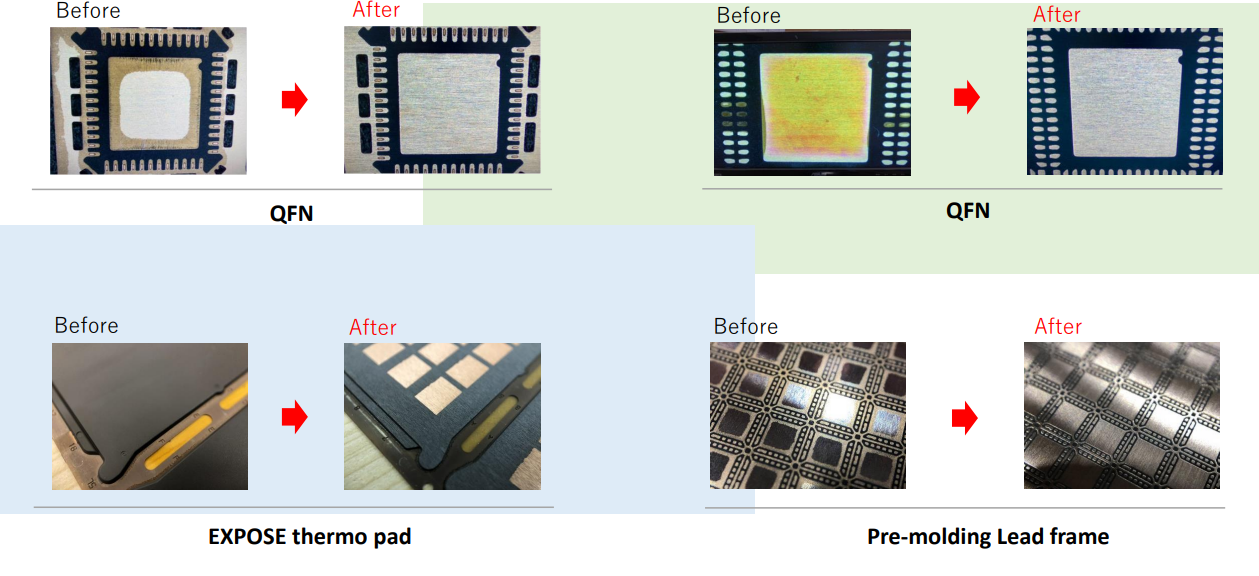 Before
After
Before
After
QFN
QFN
Before
After
Before
After
EXPOSE thermo pad
Pre-molding Lead frame